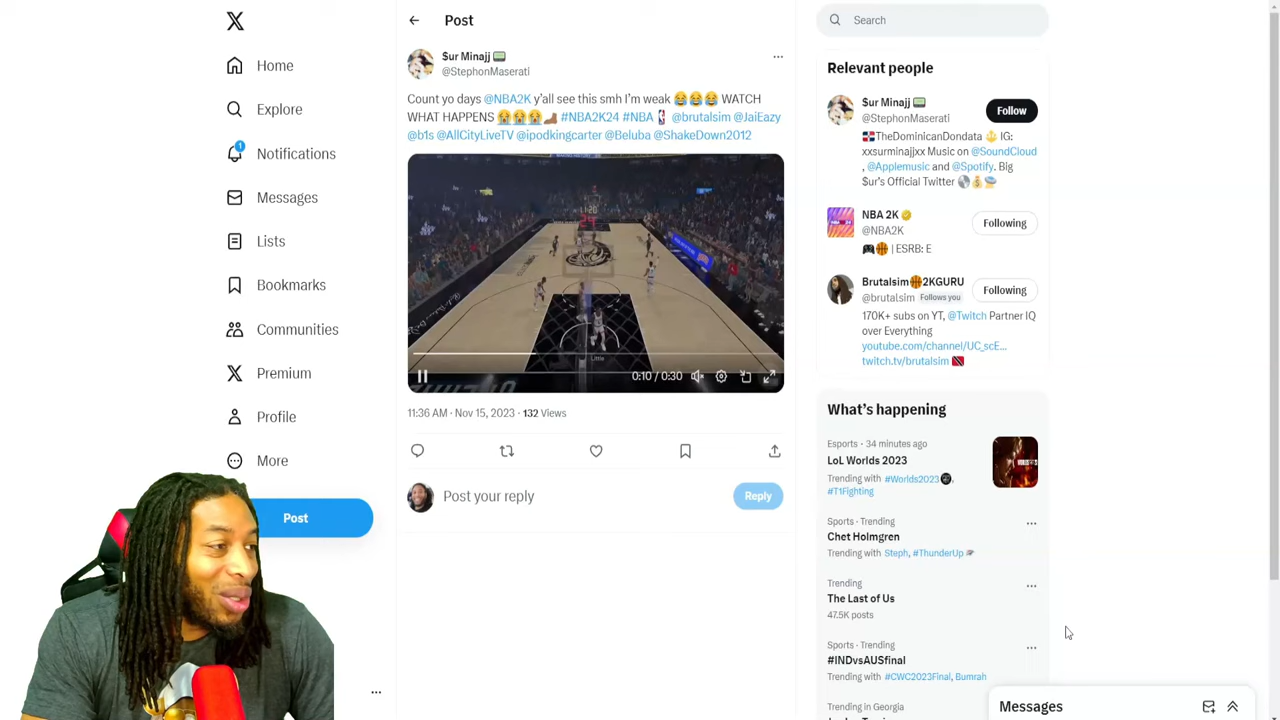 Home
Explore
1
Notifications
Messages
Lists
Bookmarks
Communities
Premium
Profile
More
Post
Post
$ur Minajj
@StephonMaserati
Count yo days @NBA2K y'all see this smh I'm weak 😂😂😂 WATCH
WHAT HAPPENS 😭😭😭 #NBA2K24 #NBA @brutalsim @JaiEazy
@b1s @AllCityLiveTV @ipodkingcarter @Beluba @ShakeDown2012
11:20
24
Little
0:10 / 0:30
11:36 AM · Nov 15, 2023 · 132 Views
Post your reply
Reply
Search
Relevant people
$ur Minajj
@StephonMaserati
Follow
🇩🇴TheDominicanDondata 🔱 IG:
xxsurminajjxx Music on @SoundCloud
, @Applemusic and @Spotify. Big
$ur's Official Twitter
NBA 2K
@NBA2K
Following
🎮🏀 | ESRB: E
Brutalsim🏀2KGURU
@brutalsim Follows you
Following
170K+ subs on YT, @Twitch Partner IQ
over Everything
youtube.com/channel/UC_scE...
twitch.tv/brutalsim 🇹🇹
What's happening
Esports · 34 minutes ago
LoL Worlds 2023
Trending with #Worlds2023,
#T1Fighting
Sports · Trending
Chet Holmgren
Trending with Steph, #ThunderUp
Trending
The Last of Us
47.5K posts
Sports · Trending
#INDvsAUSfinal
Trending with #CWC2023Final, Bumrah
Trending in Georgia
Messages